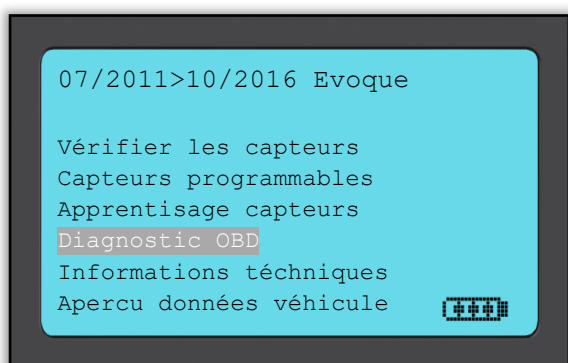 07/2011>10/2016 Evoque
Vérifier les capteurs
Capteurs programmables
Apprentisage capteurs
Diagnostic OBD
Informations téchniques
Apercu données véhicule